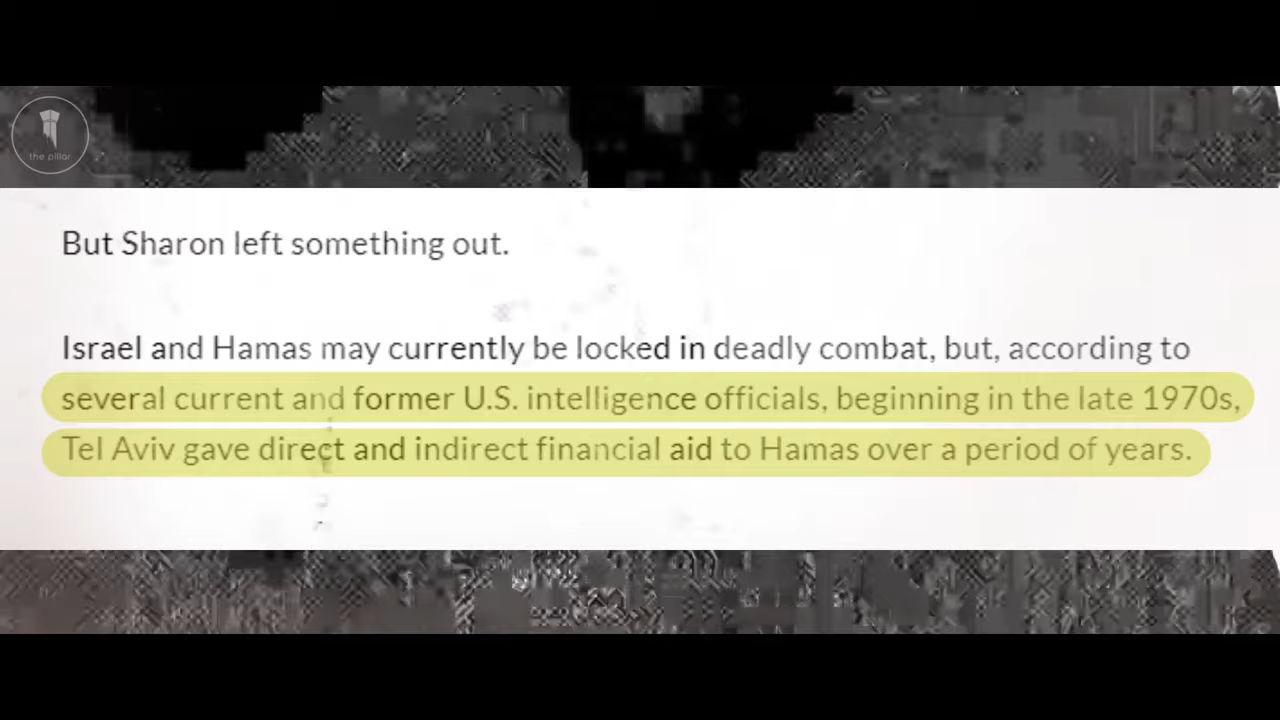 the pillar
But Sharon left something out.
Israel and Hamas may currently be locked in deadly combat, but, according to
several current and former U.S. intelligence officials, beginning in the late 1970s,
Tel Aviv gave direct and indirect financial aid to Hamas over a period of years.